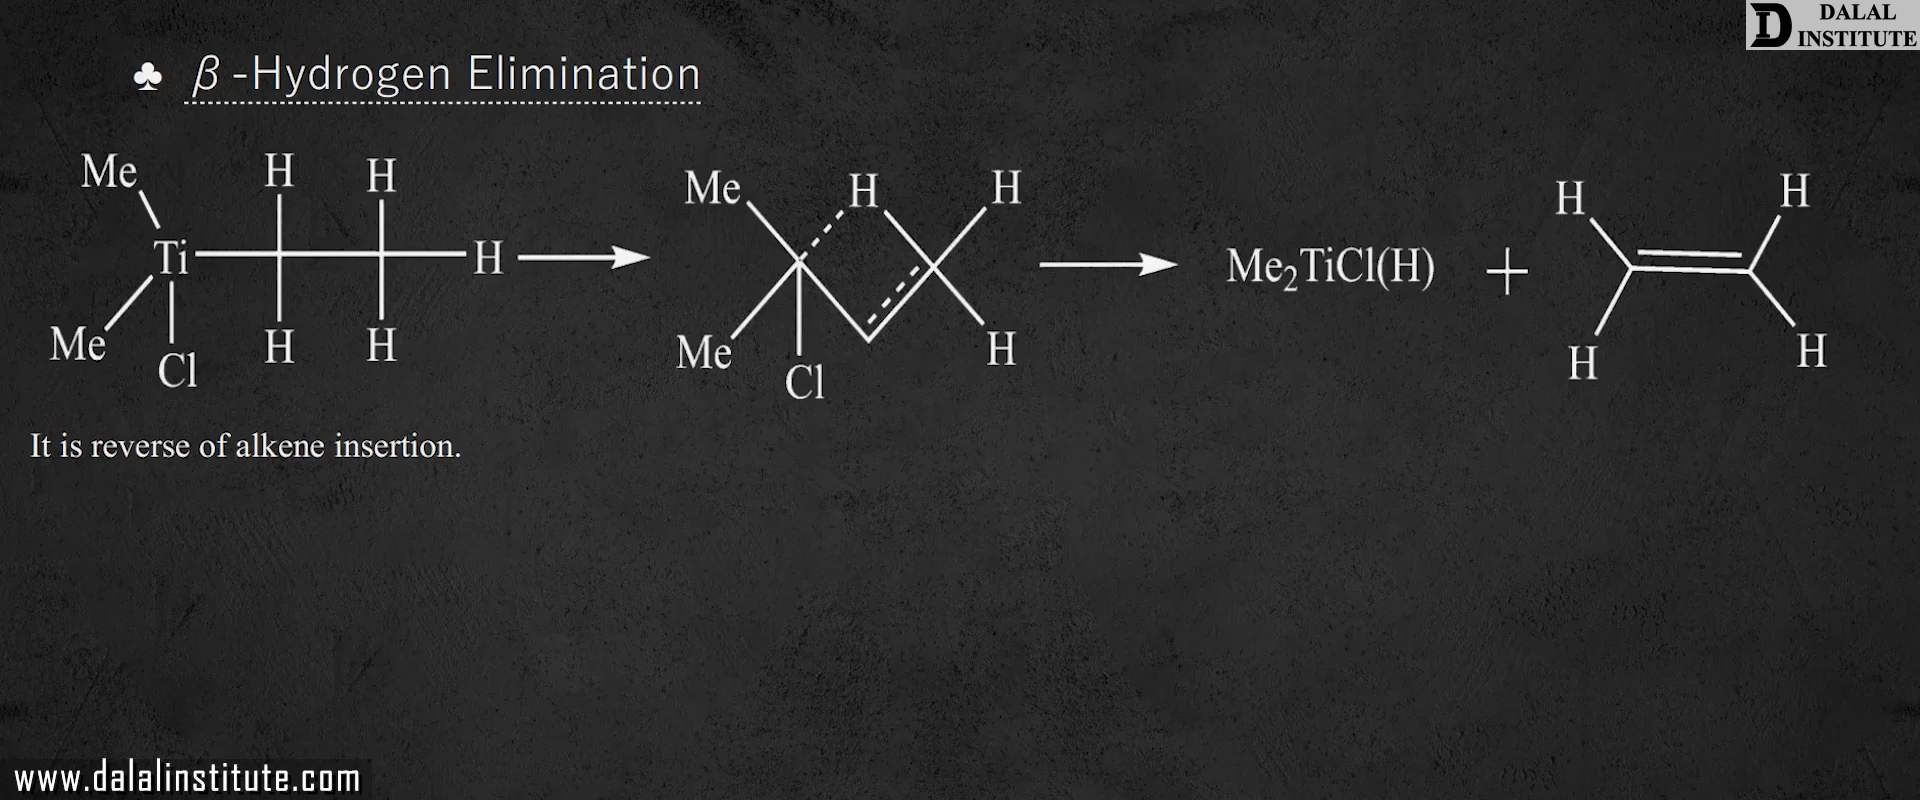 DALAL
INSTITUTE
♣ β-Hydrogen Elimination
Me H H Me H H H H
Ti H Me₂TiCl(H) +
Me Cl H H Me Cl H H H
It is reverse of alkene insertion.
www.dalalinstitute.com